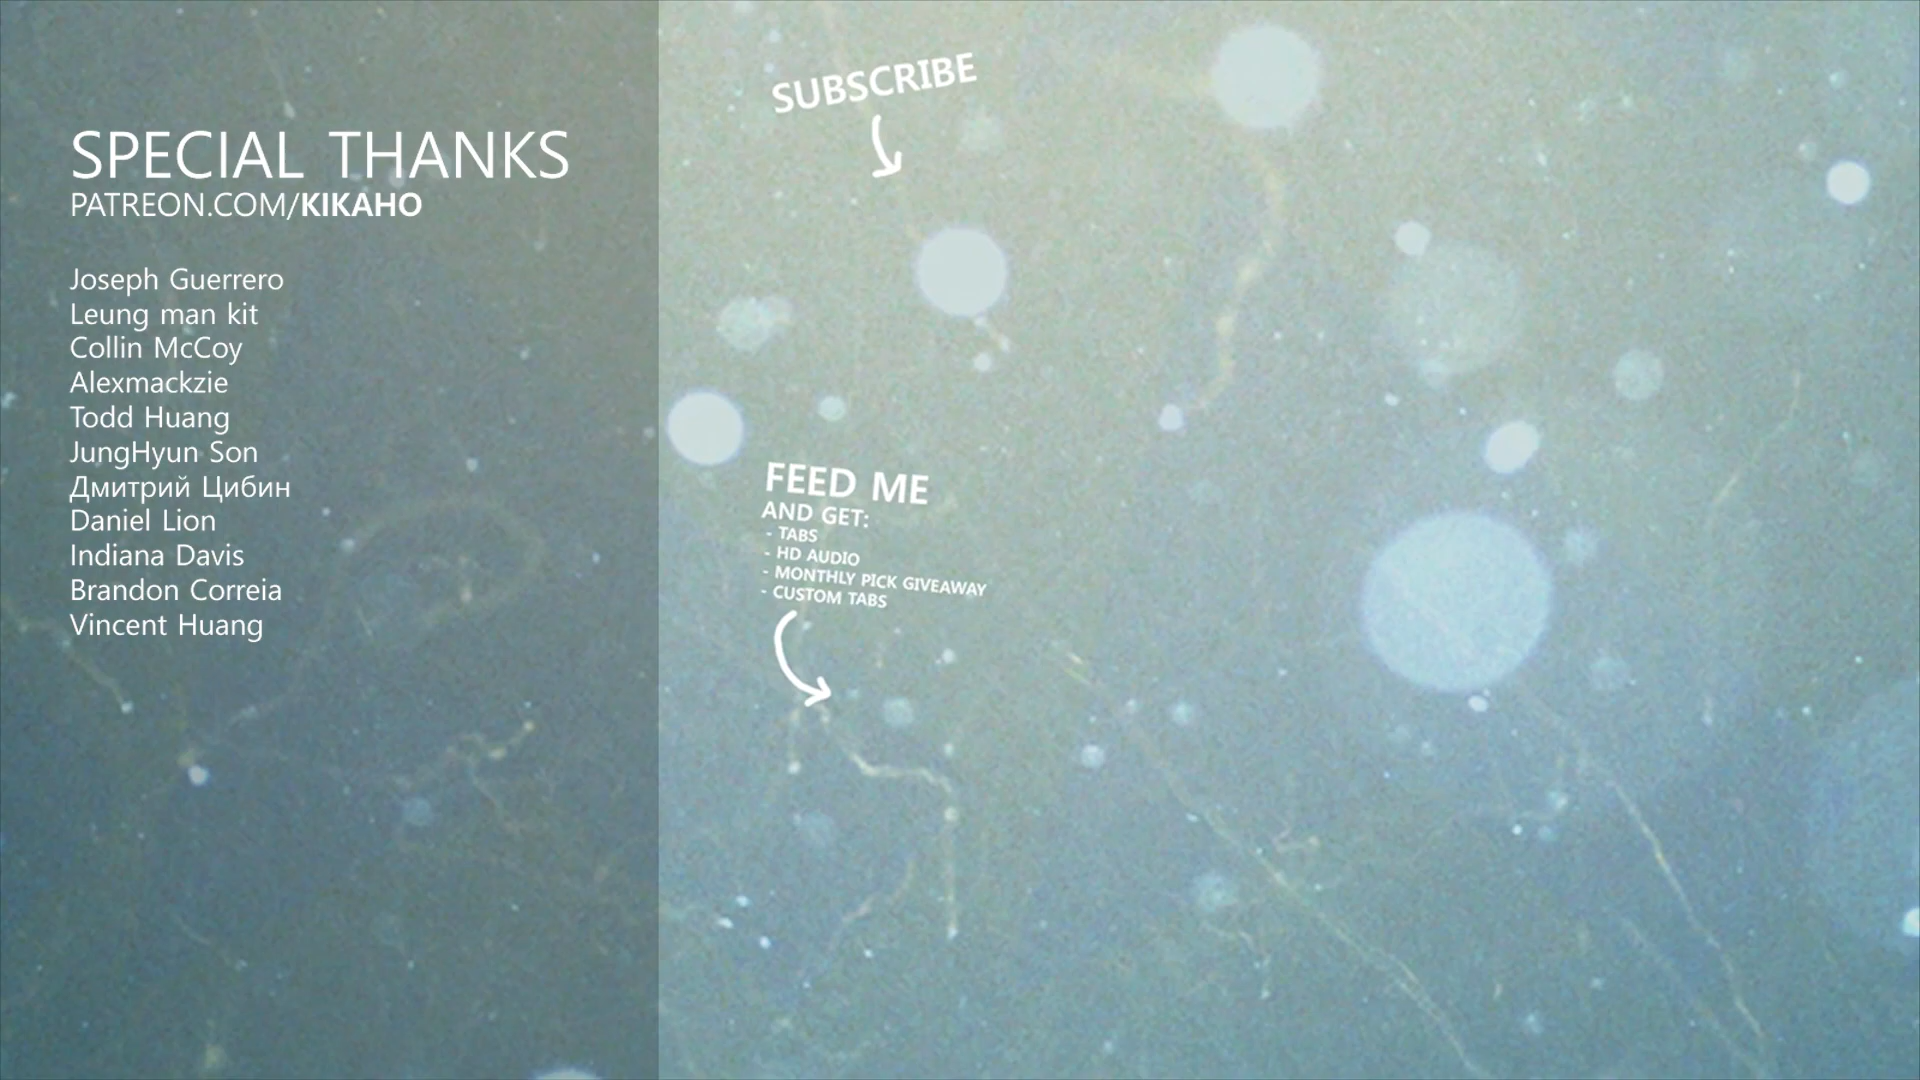 SPECIAL THANKS
PATREON.COM/KIKAHO
Joseph Guerrero
Leung man kit
Collin McCoy
Alexmackzie
Todd Huang
JungHyun Son
Дмитрий Цибин
Daniel Lion
Indiana Davis
Brandon Correia
Vincent Huang
SUBSCRIBE
FEED ME
AND GET:
- TABS
- HD AUDIO
- MONTHLY PICK GIVEAWAY
- CUSTOM TABS